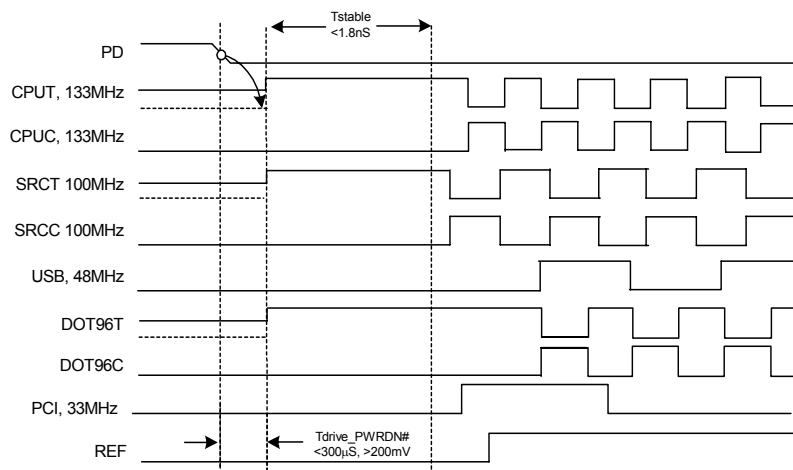 Tstable
<1.8nS
PD
CPUT, 133MHz
CPUC, 133MHz
SRCT 100MHz
SRCC 100MHz
USB, 48MHz
DOT96T
DOT96C
PCI, 33MHz
Tdrive_PWRDN#
<300µS, >200mV
REF